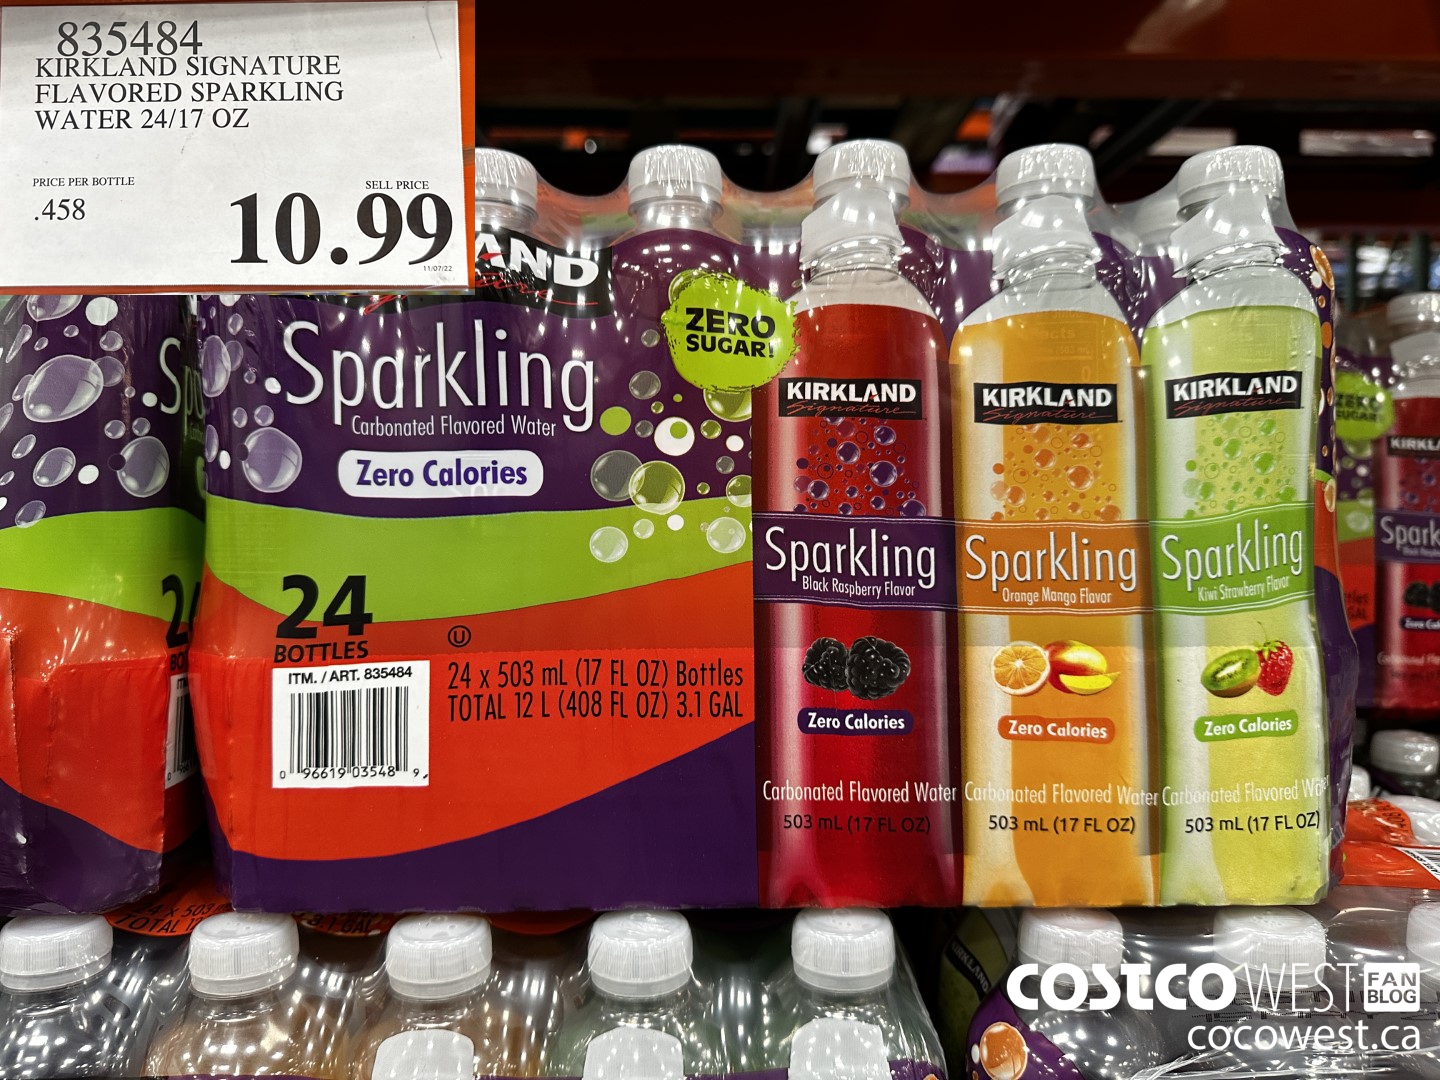 835484
KIRKLAND SIGNATURE
FLAVORED SPARKLING
WATER 24/17 OZ
PRICE PER BOTTLE
.458
SELL PRICE
10.99
11/07/22
Sparkling
Carbonated Flavored Water
Zero Calories
ZERO
SUGAR!
24
BOTTLES
ITM. / ART. 835484
0 96619 03548 9
24 x 503 mL (17 FL OZ) Bottles
TOTAL 12 L (408 FL OZ) 3.1 GAL
KIRKLAND
Signature
Sparkling
Black Raspberry Flavor
Zero Calories
Carbonated Flavored Water
503 mL (17 FL OZ)
KIRKLAND
Signature
Sparkling
Orange Mango Flavor
Zero Calories
Carbonated Flavored Water
503 mL (17 FL OZ)
KIRKLAND
Signature
Sparkling
Kiwi Strawberry Flavor
Zero Calories
Carbonated Flavored Water
503 mL (17 FL OZ)
COSTCO WEST FAN BLOG
cocowest.ca